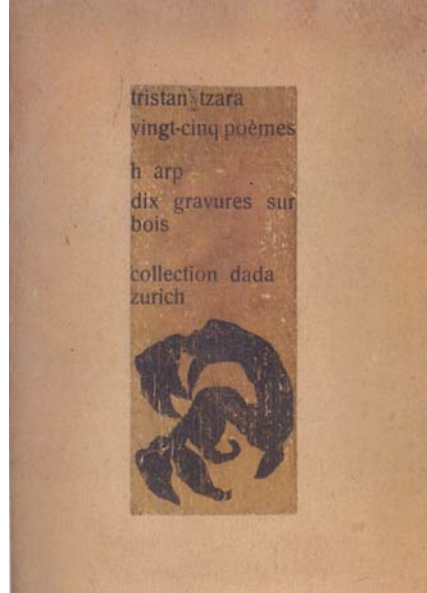 tristan tzara
vingt-cinq poèmes
h arp
dix gravures sur
bois
collection dada
zurich